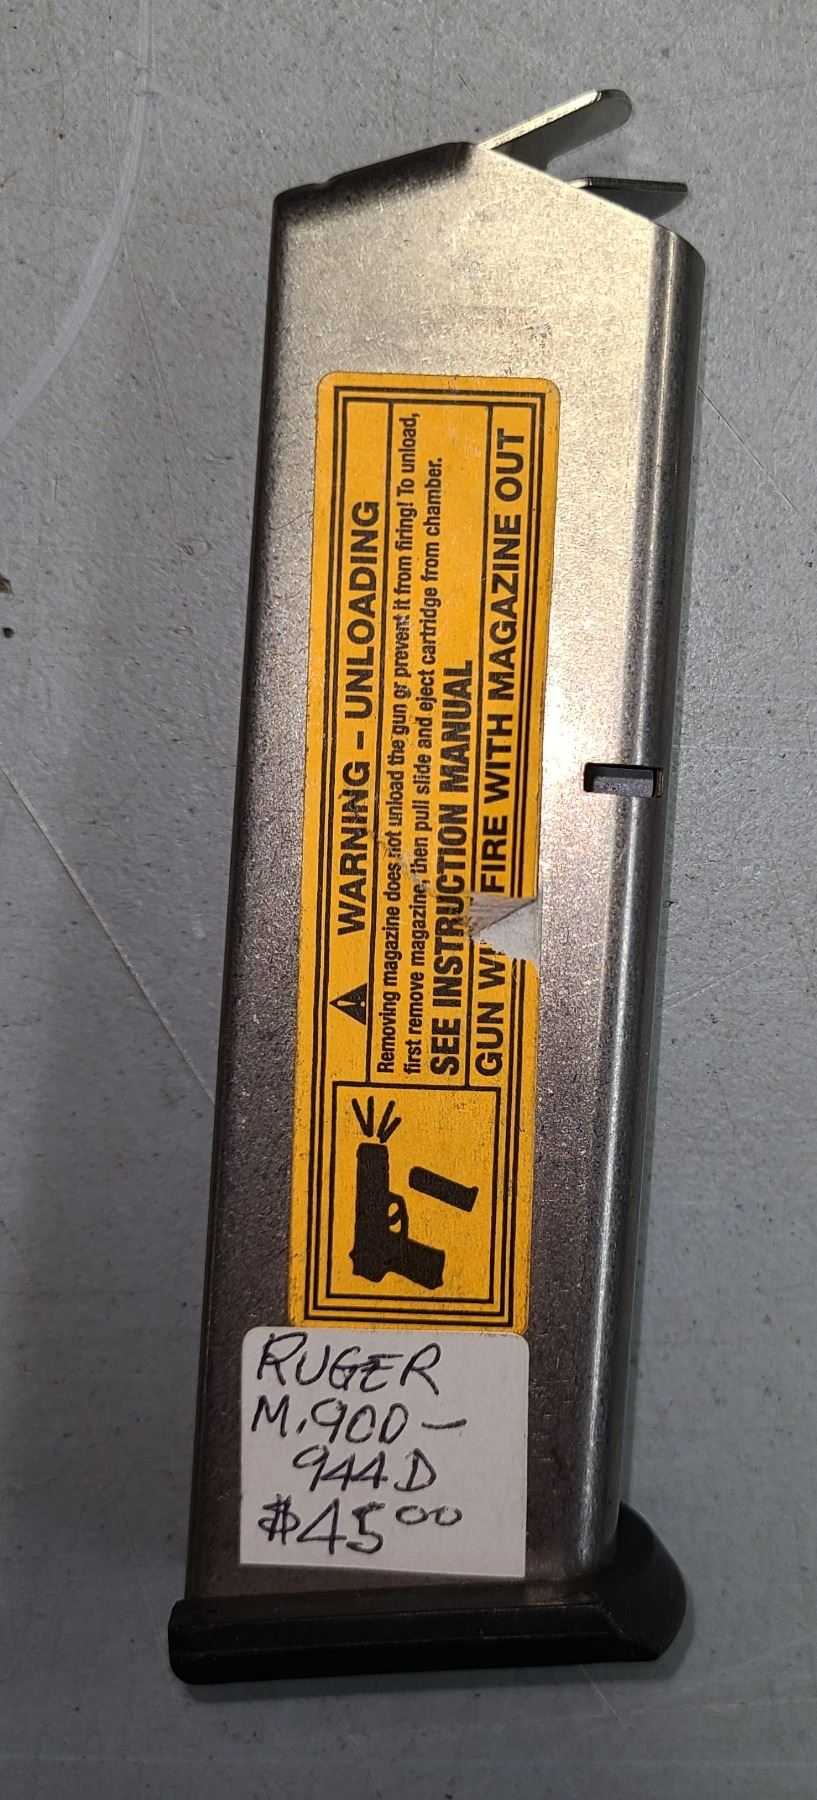 WARNING – UNLOADING
Removing magazine does not unload the gun or prevent it from firing! To unload,
first remove magazine, then pull slide and eject cartridge from chamber.
SEE INSTRUCTION MANUAL
GUN FIRE WITH MAGAZINE OUT
RUGER
M.900-
944D
$45.00